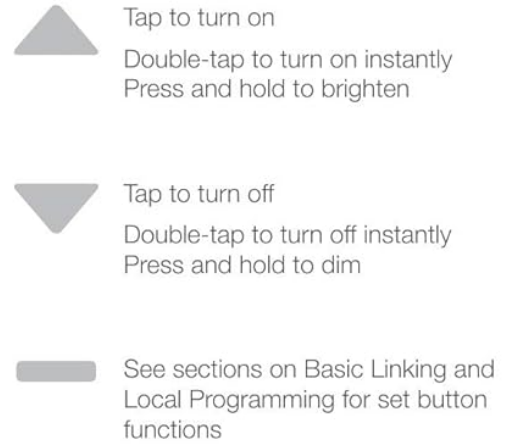 Tap to turn on
Double-tap to turn on instantly
Press and hold to brighten
Tap to turn off
Double-tap to turn off instantly
Press and hold to dim
See sections on Basic Linking and
Local Programming for set button
functions